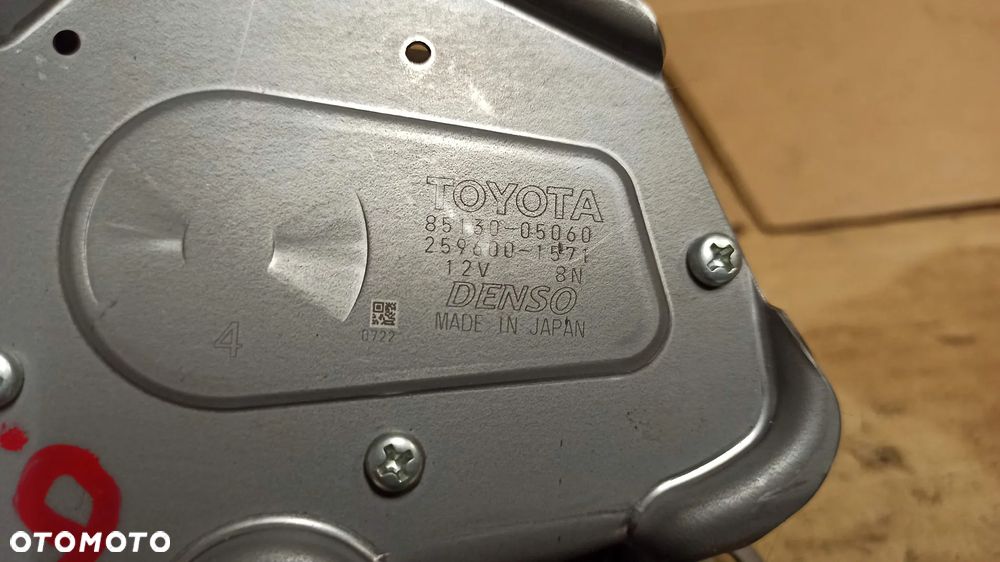 TOYOTA
85130-05060
259600-1571
12V 8N
DENSO
MADE IN JAPAN
0722
4
OTOMOTO